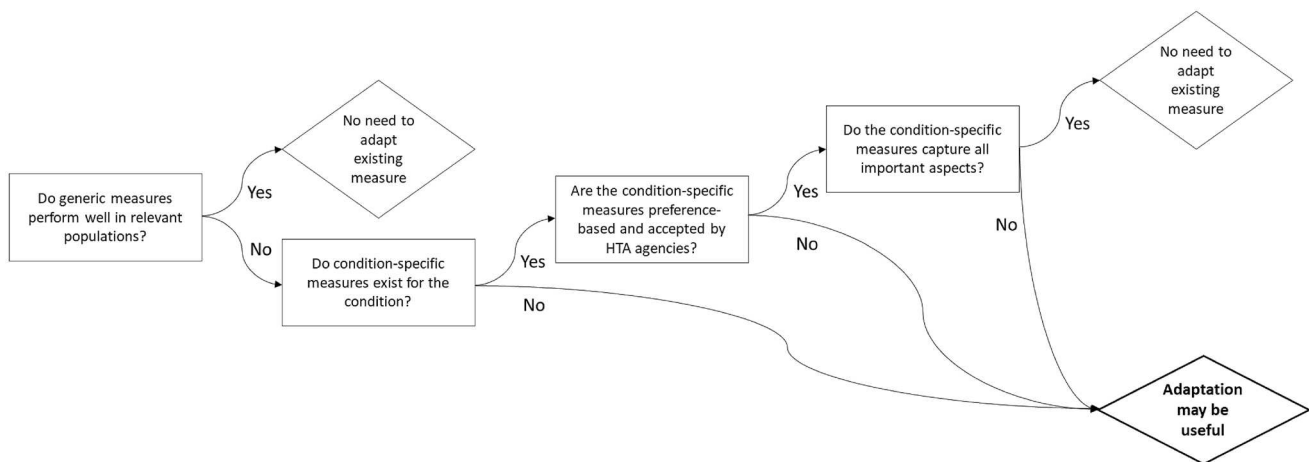 Do generic measures
perform well in relevant
populations?
Yes
No
No need to
adapt
existing
measure
Do condition-specific
measures exist for the
condition?
Yes
No
Are the condition-specific
measures preference-
based and accepted by
HTA agencies?
Yes
No
Do the condition-specific
measures capture all
important aspects?
Yes
No
No need to
adapt
existing
measure
Adaptation
may be
useful